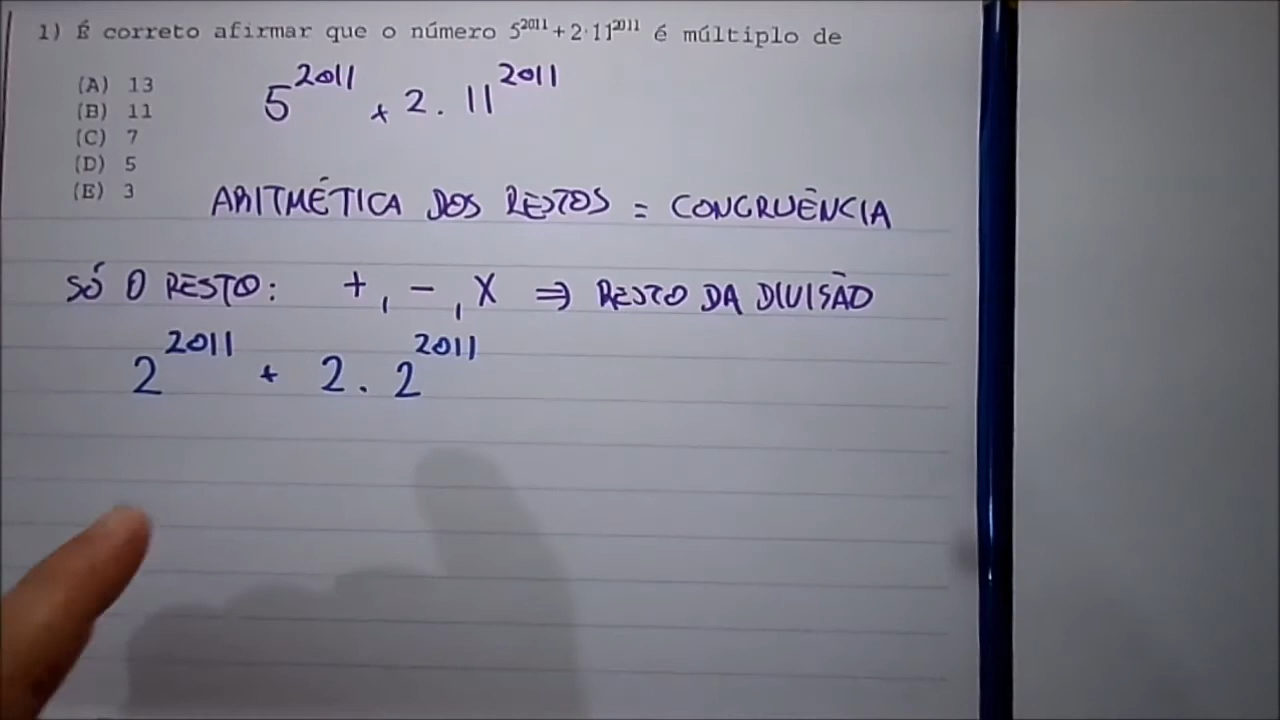 1) É correto afirmar que o número 5²⁰¹¹ + 2·11²⁰¹¹ é múltiplo de
(A) 13
(B) 11
(C) 7
(D) 5
(E) 3
5²⁰¹¹ + 2 . 11²⁰¹¹
ARITMÉTICA DOS RESTOS = CONGRUÊNCIA
SÓ O RESTO: + , - , X ⇒ RESTO DA DIVISÃO
2²⁰¹¹ + 2 . 2²⁰¹¹